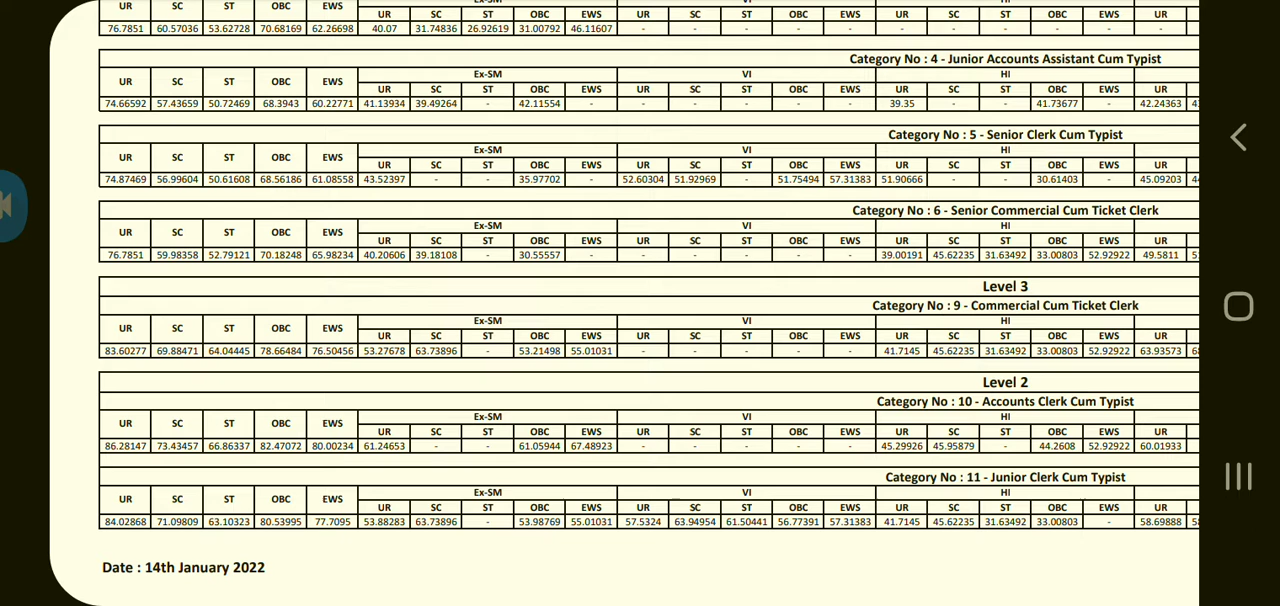 UR SC ST OBC EWS UR SC ST OBC EWS UR SC ST OBC EWS UR SC ST OBC EWS UR
76.7851 60.57036 53.62728 70.68169 62.26698 40.07 31.74836 26.92619 31.00792 46.11607 - - - - - - - - - - -
Category No : 4 - Junior Accounts Assistant Cum Typist
UR SC ST OBC EWS Ex-SM VI HI
UR SC ST OBC EWS UR SC ST OBC EWS UR SC ST OBC EWS UR
74.66592 57.43659 50.72469 68.3943 60.22771 41.13934 39.49264 - 42.11554 - - - - - - 39.35 - - 41.73677 - 42.24363
Category No : 5 - Senior Clerk Cum Typist
UR SC ST OBC EWS Ex-SM VI HI
UR SC ST OBC EWS UR SC ST OBC EWS UR SC ST OBC EWS UR
74.87469 56.99604 50.61608 68.56186 61.08558 43.52397 - - 35.97702 - 52.60304 51.92969 - 51.75494 57.31383 51.90666 - - 30.61403 - 45.09203
Category No : 6 - Senior Commercial Cum Ticket Clerk
UR SC ST OBC EWS Ex-SM VI HI
UR SC ST OBC EWS UR SC ST OBC EWS UR SC ST OBC EWS UR
76.7851 59.98358 52.79121 70.18248 65.98234 40.20606 39.18108 - 30.55557 - - - - - - 39.00191 45.62235 31.63492 33.00803 52.92922 49.5811
Level 3
Category No : 9 - Commercial Cum Ticket Clerk
UR SC ST OBC EWS Ex-SM VI HI
UR SC ST OBC EWS UR SC ST OBC EWS UR SC ST OBC EWS UR
83.60277 69.88471 64.04445 78.66484 76.50456 53.27678 63.73896 - 53.21498 55.01031 - - - - - 41.7145 45.62235 31.63492 33.00803 52.92922 63.93573
Level 2
Category No : 10 - Accounts Clerk Cum Typist
UR SC ST OBC EWS Ex-SM VI HI
UR SC ST OBC EWS UR SC ST OBC EWS UR SC ST OBC EWS UR
86.28147 73.43457 66.86337 82.47072 80.00234 61.24653 - - 61.05944 67.48923 - - - - - 45.29926 45.95879 - 44.2608 52.92922 60.01933
Category No : 11 - Junior Clerk Cum Typist
UR SC ST OBC EWS Ex-SM VI HI
UR SC ST OBC EWS UR SC ST OBC EWS UR SC ST OBC EWS UR
84.02868 71.09809 63.10323 80.53995 77.7095 53.88283 63.73896 - 53.98769 55.01031 57.5324 63.94954 61.50441 56.77391 57.31383 41.7145 45.62235 31.63492 33.00803 - 58.69888
Date : 14th January 2022